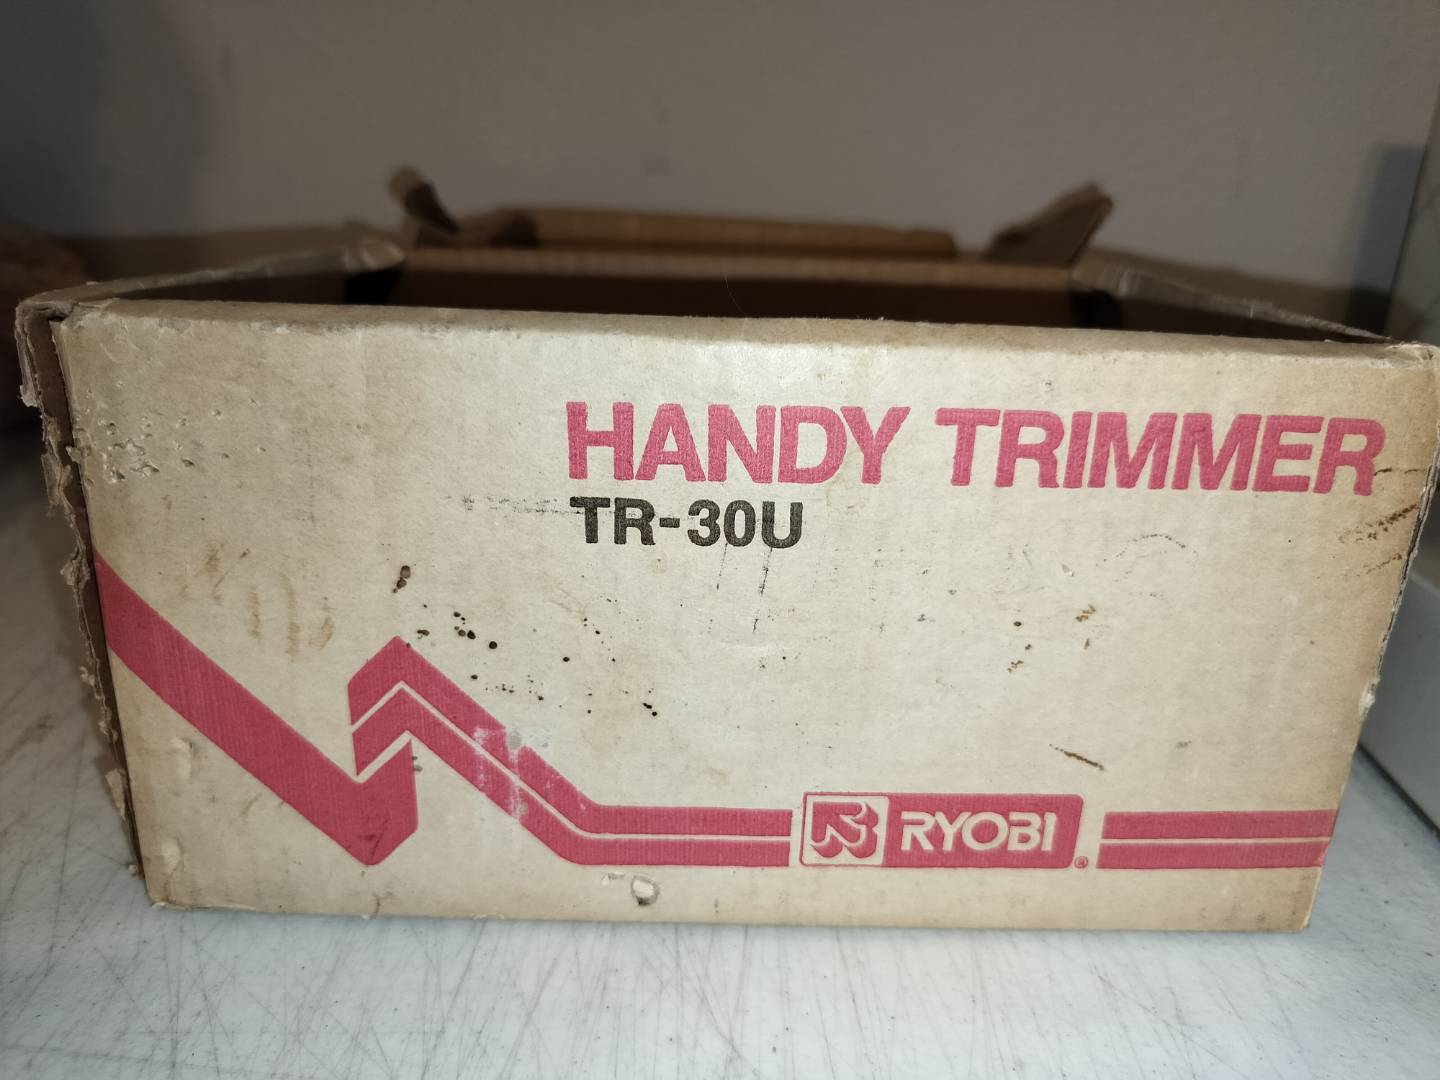 HANDY TRIMMER
TR-30U
RYOBI ®